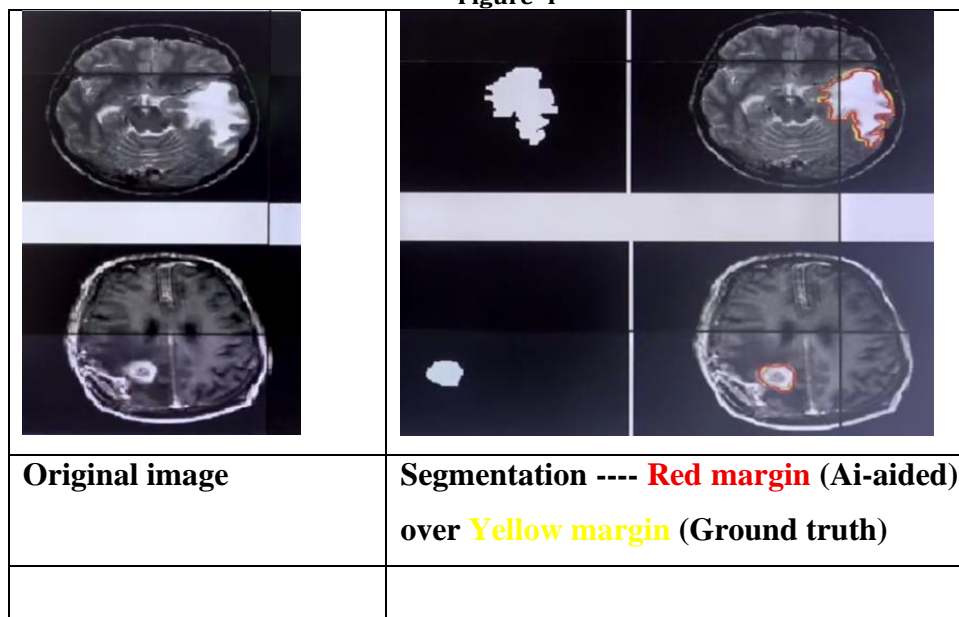 Original image
Segmentation ---- Red margin (Ai-aided)
over Yellow margin (Ground truth)